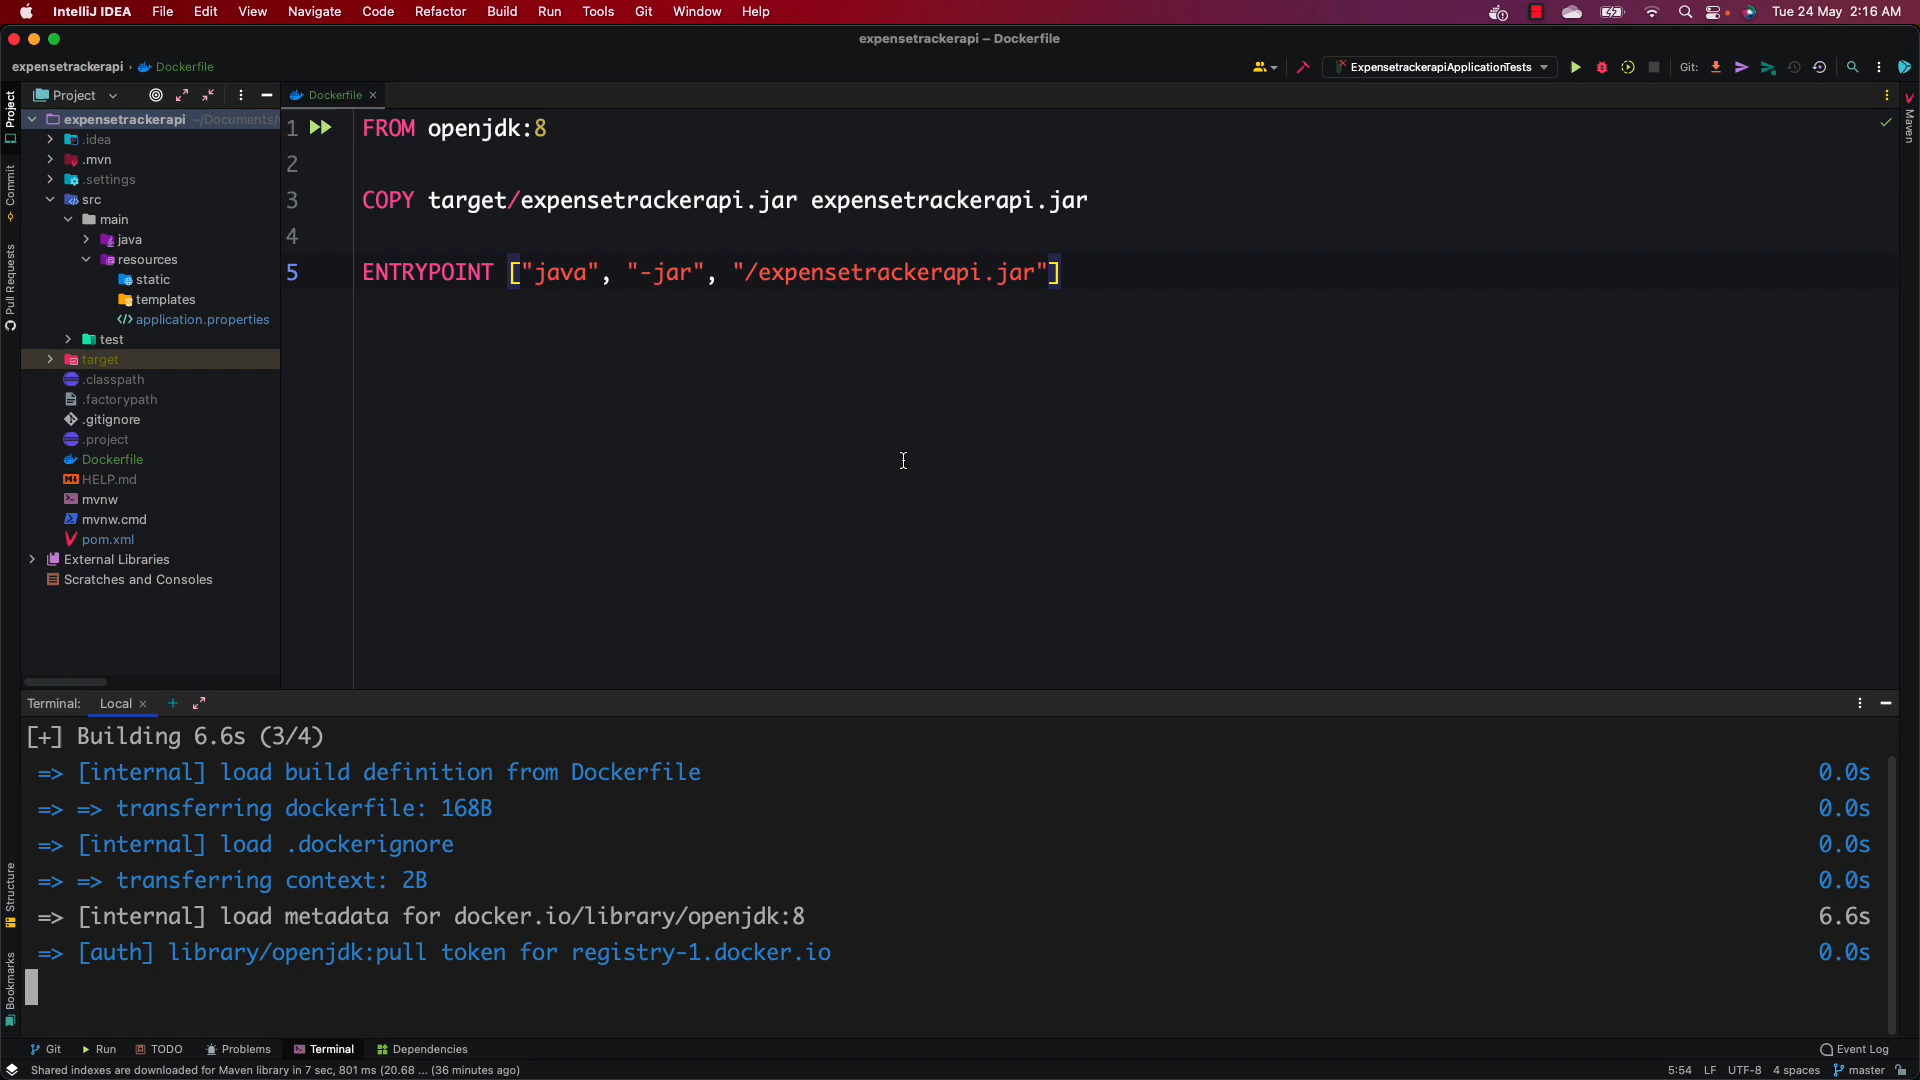 IntelliJ IDEA File Edit View Navigate Code Refactor Build Run Tools Git Window Help Tue 24 May 2:16 AM
expensetrackerapi – Dockerfile
expensetrackerapi › Dockerfile ExpensetrackerapiApplicationTests Git:
Project Dockerfile
expensetrackerapi ~/Documents/
.idea
.mvn
.settings
src
main
java
resources
static
templates
application.properties
test
target
.classpath
.factorypath
.gitignore
.project
Dockerfile
HELP.md
mvnw
mvnw.cmd
pom.xml
External Libraries
Scratches and Consoles
Project
Commit
Pull Requests
Structure
Bookmarks
Maven
1 FROM openjdk:8
2
3 COPY target/expensetrackerapi.jar expensetrackerapi.jar
4
5 ENTRYPOINT ["java", "-jar", "/expensetrackerapi.jar"]
Terminal: Local
[+] Building 6.6s (3/4)
=> [internal] load build definition from Dockerfile 0.0s
=> => transferring dockerfile: 168B 0.0s
=> [internal] load .dockerignore 0.0s
=> => transferring context: 2B 0.0s
=> [internal] load metadata for docker.io/library/openjdk:8 6.6s
=> [auth] library/openjdk:pull token for registry-1.docker.io 0.0s
Git Run TODO Problems Terminal Dependencies Event Log
Shared indexes are downloaded for Maven library in 7 sec, 801 ms (20.68 ... (36 minutes ago) 5:54 LF UTF-8 4 spaces master